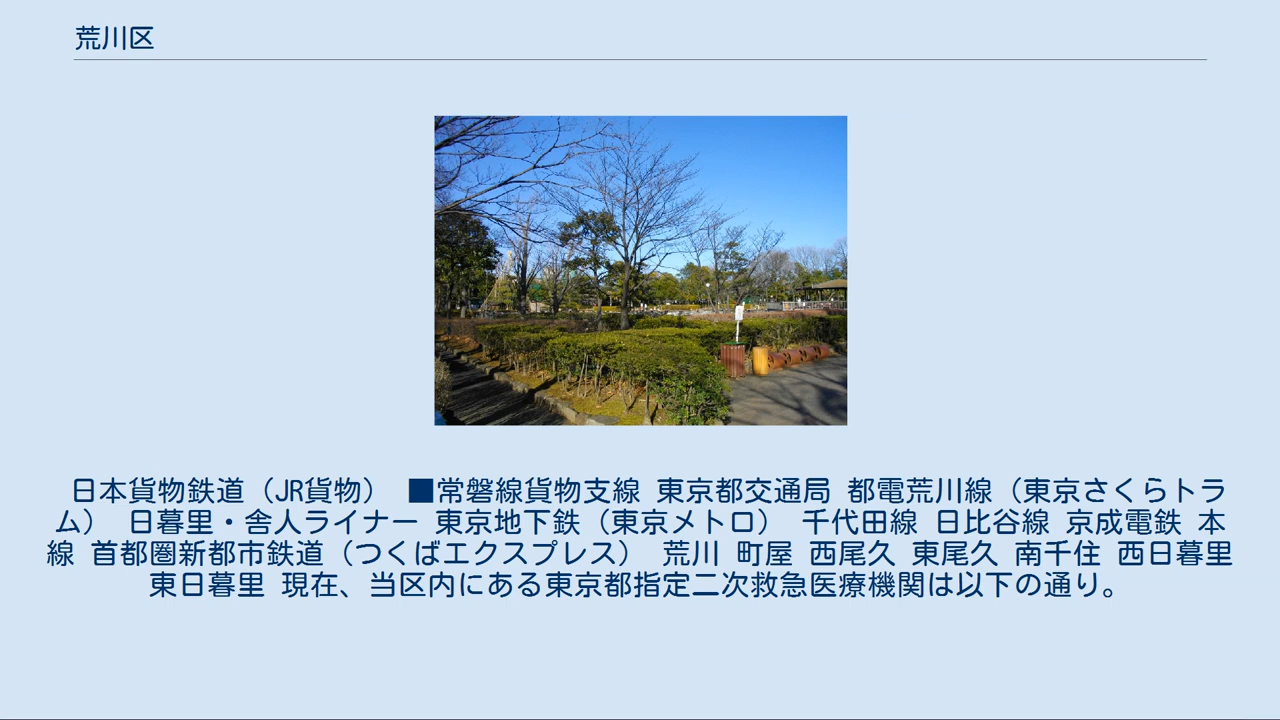 荒川区
日本貨物鉄道（JR貨物） ■常磐線貨物支線 東京都交通局 都電荒川線（東京さくらトラ
ム） 日暮里・舎人ライナー 東京地下鉄（東京メトロ） 千代田線 日比谷線 京成電鉄 本
線 首都圏新都市鉄道（つくばエクスプレス） 荒川 町屋 西尾久 東尾久 南千住 西日暮里
東日暮里 現在、当区内にある東京都指定二次救急医療機関は以下の通り。